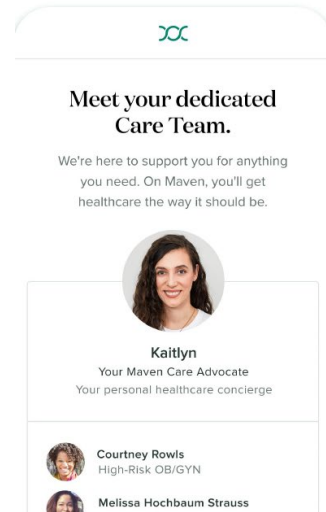 Meet your dedicated
Care Team.
We're here to support you for anything
you need. On Maven, you'll get
healthcare the way it should be.
Kaitlyn
Your Maven Care Advocate
Your personal healthcare concierge
Courtney Rowls
High-Risk OB/GYN
Melissa Hochbaum Strauss